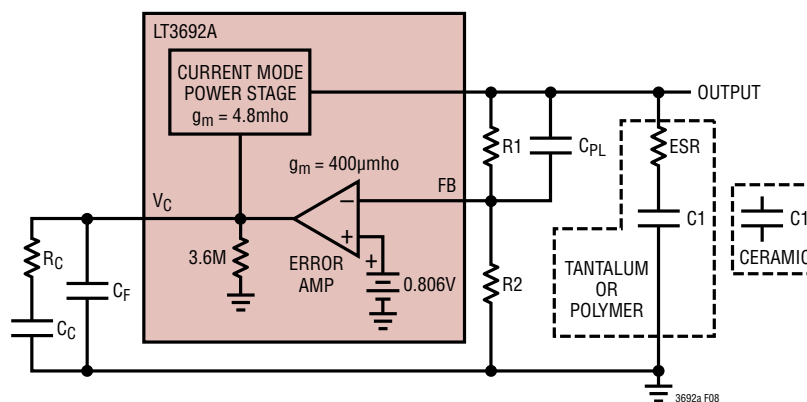 LT3692A
CURRENT MODE
POWER STAGE
gm = 4.8mho
OUTPUT
R1
CPL
ESR
gm = 400µmho
FB
VC
−
+
C1
C1
CERAMIC
RC
CF
3.6M
ERROR
AMP
+
0.806V
R2
TANTALUM
OR
POLYMER
CC
3692a F08